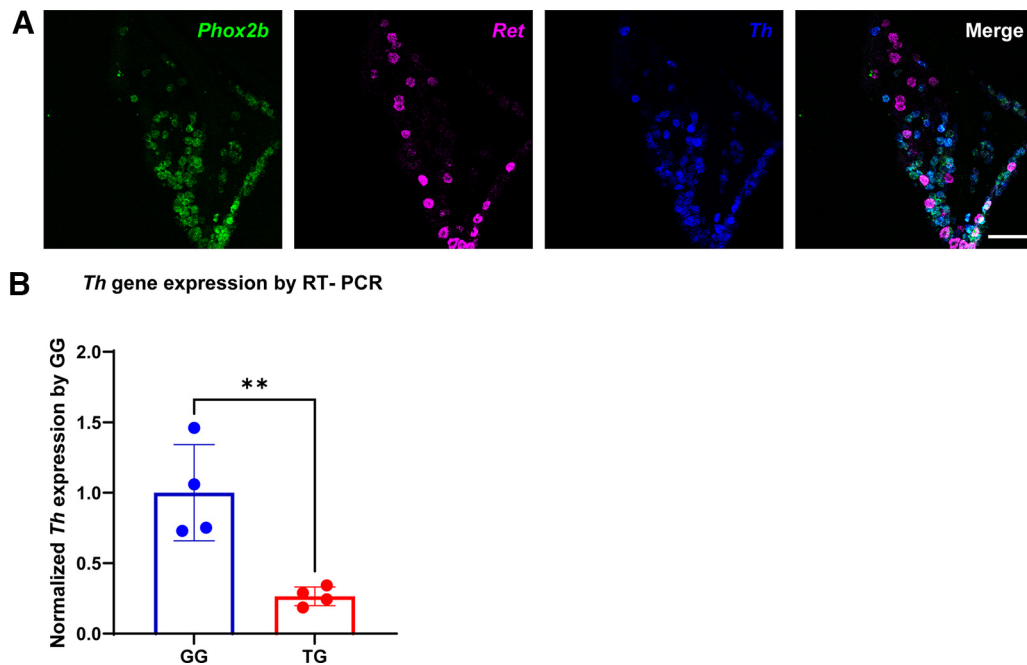 A
Phox2b
Ret
Th
Merge
B
Th gene expression by RT- PCR
Normalized Th expression by GG
2.0
1.5
1.0
0.5
0.0
**
GG
TG